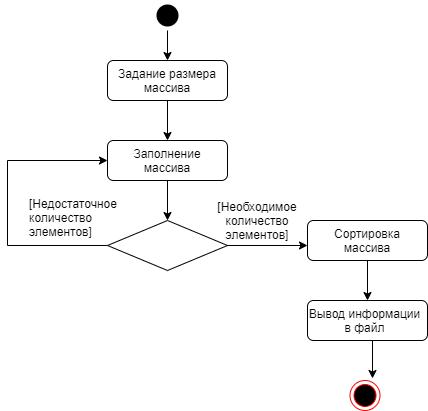 Задание размера
массива
Заполнение
массива
[Недостаточное
количество
элементов]
[Необходимое
количество
элементов]
Сортировка
массива
Вывод информации
в файл